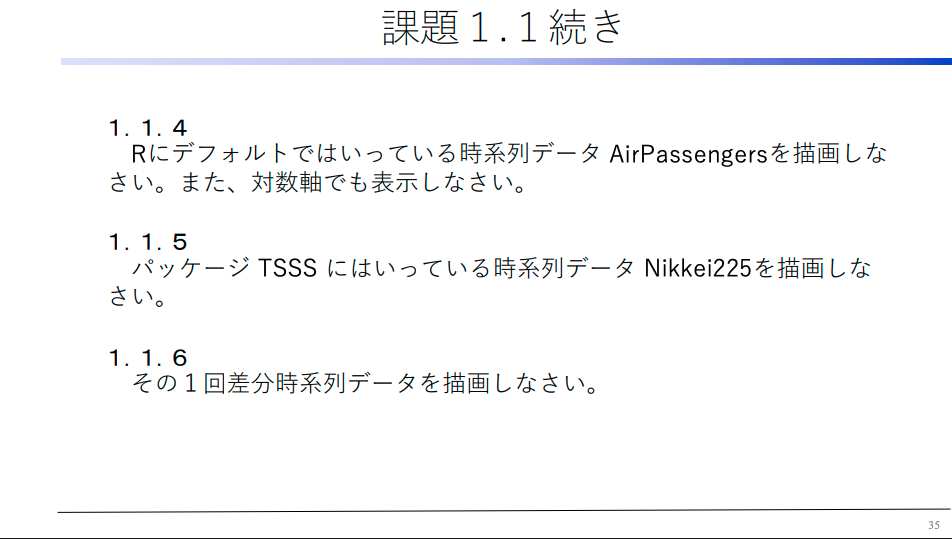 課題１.１続き
１．１．４
Rにデフォルトではいっている時系列データ AirPassengersを描画しな
さい。また、対数軸でも表示しなさい。
１．１．５
パッケージ TSSS にはいっている時系列データ Nikkei225を描画しな
さい。
１．１．６
その１回差分時系列データを描画しなさい。
35